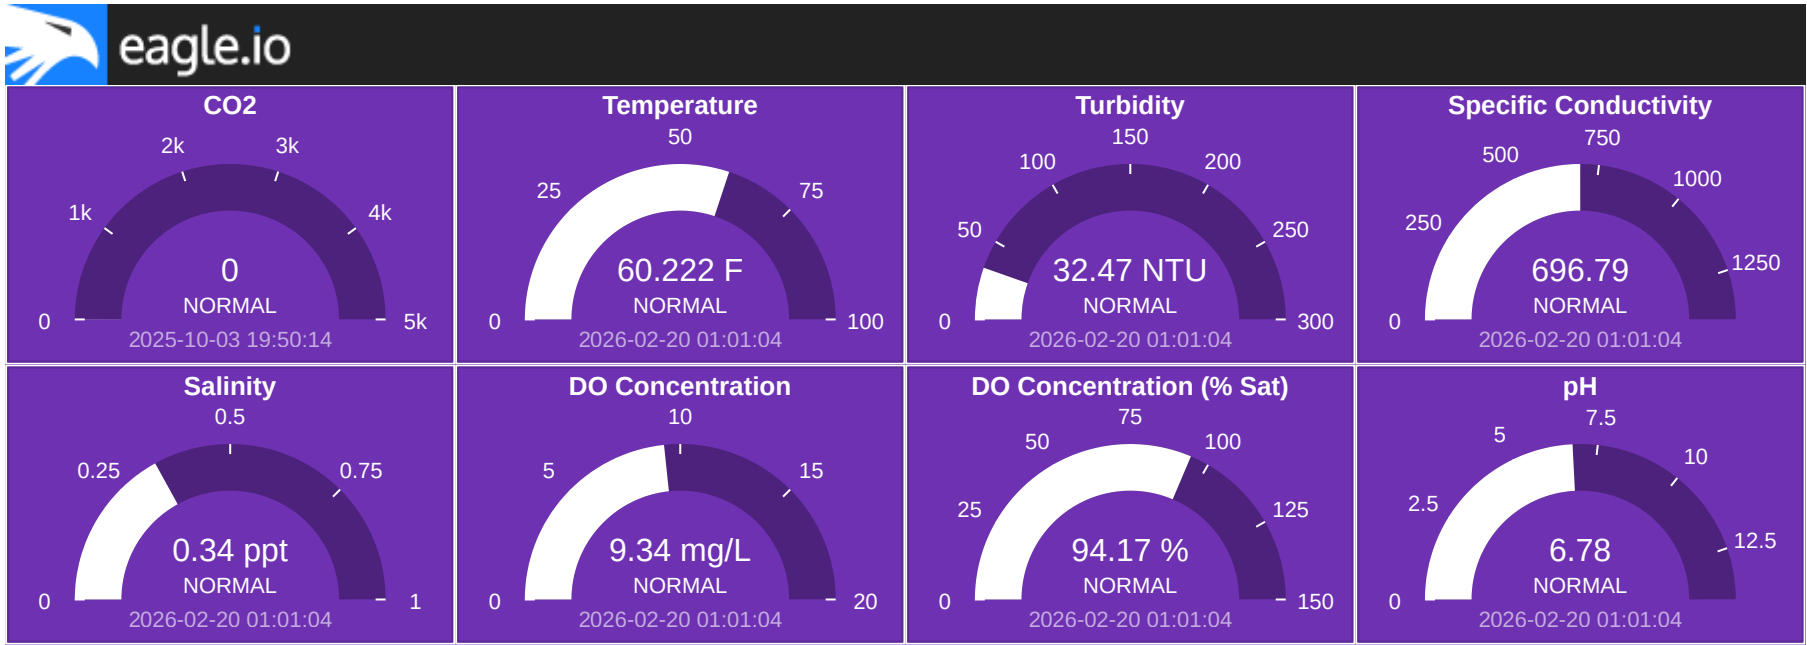 eagle.io
CO2
0
1k
2k
3k
4k
5k
0
NORMAL
2025-10-03 19:50:14
Temperature
0
25
50
75
100
60.222 F
NORMAL
2026-02-20 01:01:04
Turbidity
0
50
100
150
200
250
300
32.47 NTU
NORMAL
2026-02-20 01:01:04
Specific Conductivity
0
250
500
750
1000
1250
696.79
NORMAL
2026-02-20 01:01:04
Salinity
0
0.25
0.5
0.75
1
0.34 ppt
NORMAL
2026-02-20 01:01:04
DO Concentration
0
5
10
15
20
9.34 mg/L
NORMAL
2026-02-20 01:01:04
DO Concentration (% Sat)
0
25
50
75
100
125
150
94.17 %
NORMAL
2026-02-20 01:01:04
pH
0
2.5
5
7.5
10
12.5
6.78
NORMAL
2026-02-20 01:01:04